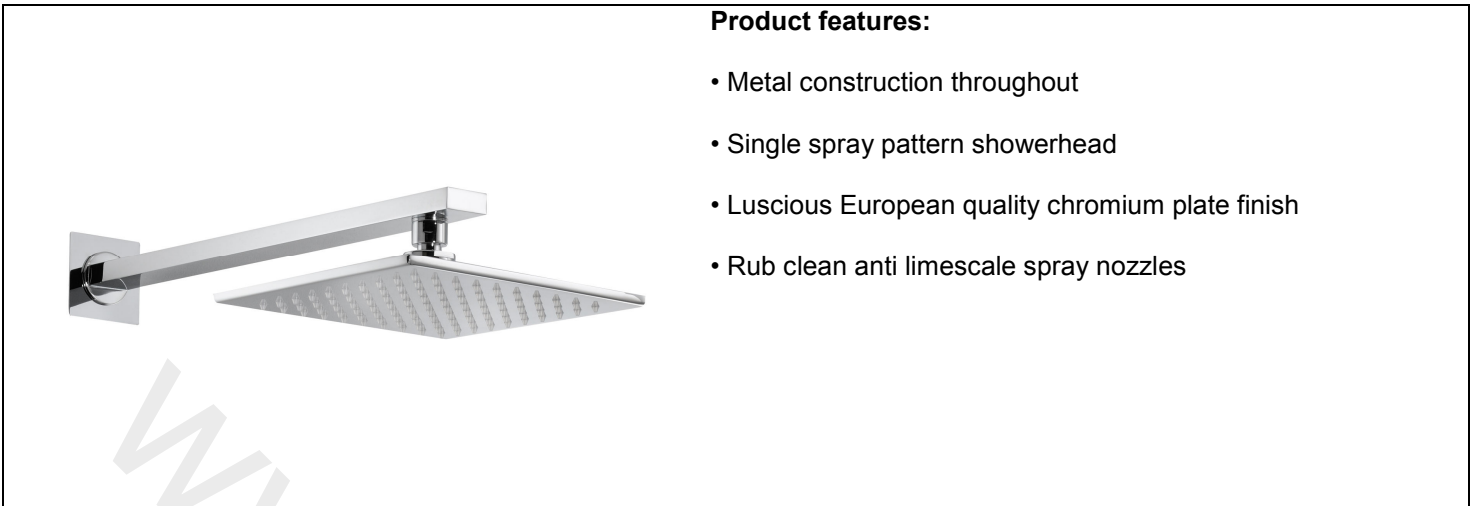 Product features:
• Metal construction throughout
• Single spray pattern showerhead
• Luscious European quality chromium plate finish
• Rub clean anti limescale spray nozzles